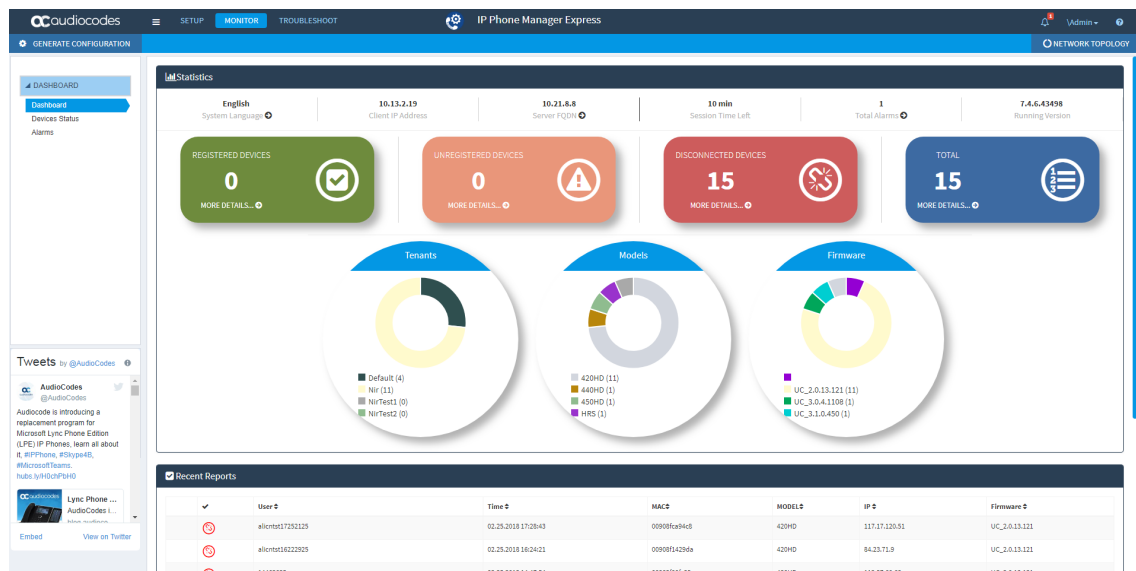 audiocodes
SETUP MONITOR TROUBLESHOOT
IP Phone Manager Express
\Admin
GENERATE CONFIGURATION
NETWORK TOPOLOGY
DASHBOARD
Dashboard
Devices Status
Alarms
Statistics
English 10.13.2.19 10.21.8.8 10 min 1 7.4.6.43498
System Language Client IP Address Server FQDN Session Time Left Total Alarms Running Version
REGISTERED DEVICES
0
MORE DETAILS...
UNREGISTERED DEVICES
0
MORE DETAILS...
DISCONNECTED DEVICES
15
MORE DETAILS...
TOTAL
15
MORE DETAILS...
1
2
3
Tenants
Default (4)
Nir (11)
NirTest1 (0)
NirTest2 (0)
Models
420HD (11)
440HD (1)
450HD (1)
HRS (1)
Firmware
UC_2.0.13.121 (11)
UC_3.0.4.1108 (1)
UC_3.1.0.450 (1)
Tweets by @AudioCodes
AudioCodes
@AudioCodes
Audiocode is introducing a
replacement program for
Microsoft Lync Phone Edition
(LPE) IP Phones, learn all about
it, #IPPhone, #Skype4B,
#MicrosoftTeams.
hubs.ly/H0chPbH0
audiocodes
Lync Phone ...
AudioCodes i...
Embed View on Twitter
Recent Reports
User Time MAC MODEL IP Firmware
alicntst17252125 02.25.2018 17:28:43 00908fca94c8 420HD 117.17.120.51 UC_2.0.13.121
alicntst16222925 02.25.2018 16:24:21 00908f1429da 420HD 84.23.71.9 UC_2.0.13.121